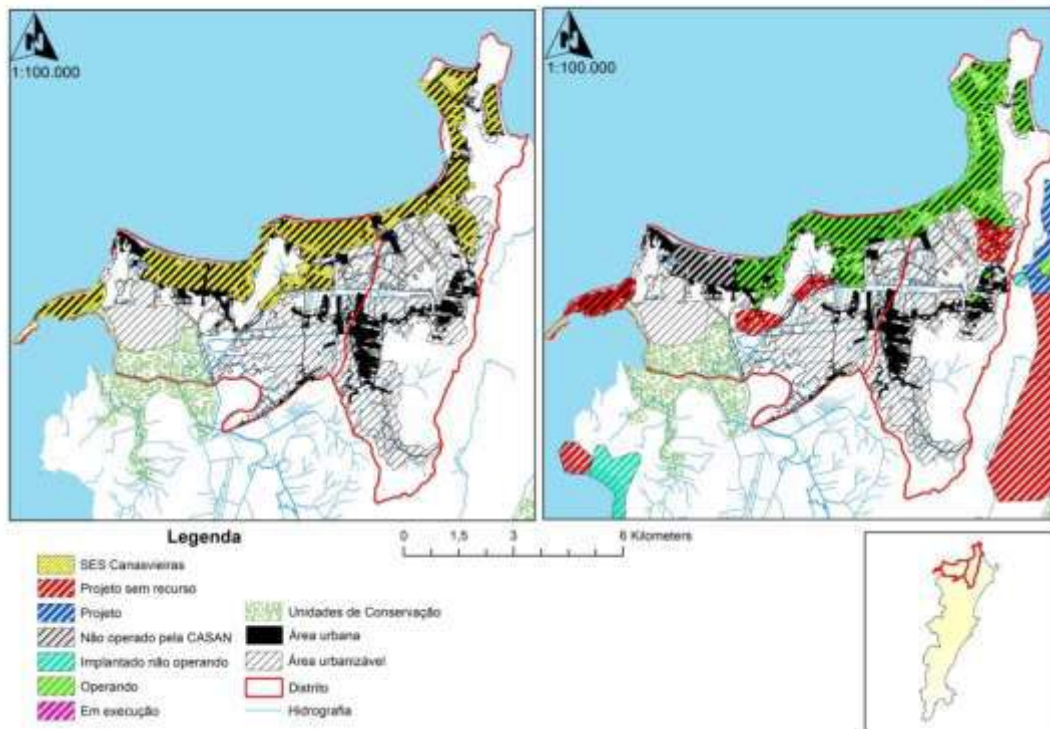 N
1:100.000
N
1:100.000
Legenda
SES Canasvieiras
Projeto sem recurso
Projeto
Não operado pela CASAN
Implantado não operando
Operando
Em execução
Unidades de Conservação
Área urbana
Área urbanizável
Distrito
Hidrografia
0 1,5 3 6 Kilometers